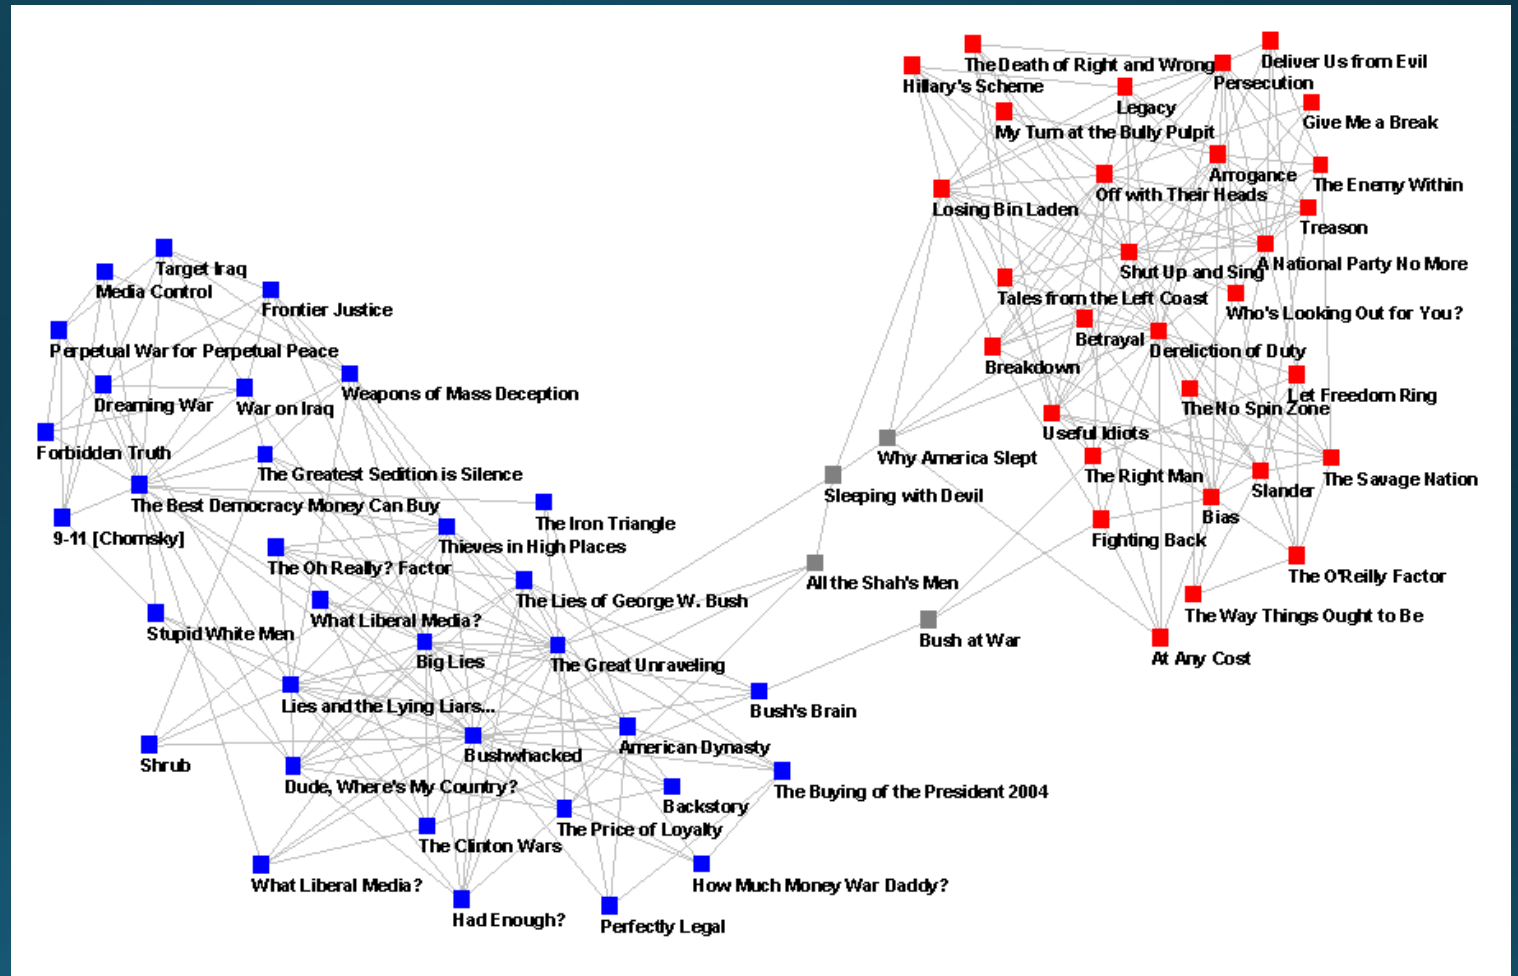 The Death of Right and Wrong
Deliver Us from Evil
Hillary's Scheme
Persecution
Legacy
Give Me a Break
My Turn at the Bully Pulpit
Arrogance
The Enemy Within
Off with Their Heads
Losing Bin Laden
Treason
Target Iraq
Shut Up and Sing
A National Party No More
Media Control
Tales from the Left Coast
Frontier Justice
Who's Looking Out for You?
Betrayal
Perpetual War for Perpetual Peace
Dereliction of Duty
Breakdown
Weapons of Mass Deception
Let Freedom Ring
Dreaming War
War on Iraq
The No Spin Zone
Useful Idiots
Forbidden Truth
Why America Slept
The Greatest Sedition is Silence
The Right Man
The Savage Nation
Slander
Sleeping with Devil
The Best Democracy Money Can Buy
Bias
The Iron Triangle
9-11 [Chomsky]
Fighting Back
Thieves in High Places
The Oh Really? Factor
The O'Reilly Factor
All the Shah's Men
The Lies of George W. Bush
The Way Things Ought to Be
What Liberal Media?
Stupid White Men
Bush at War
At Any Cost
Big Lies
The Great Unraveling
Lies and the Lying Liars...
Bush's Brain
American Dynasty
Bushwhacked
Shrub
Dude, Where's My Country?
The Buying of the President 2004
Backstory
The Price of Loyalty
The Clinton Wars
What Liberal Media?
How Much Money War Daddy?
Had Enough?
Perfectly Legal